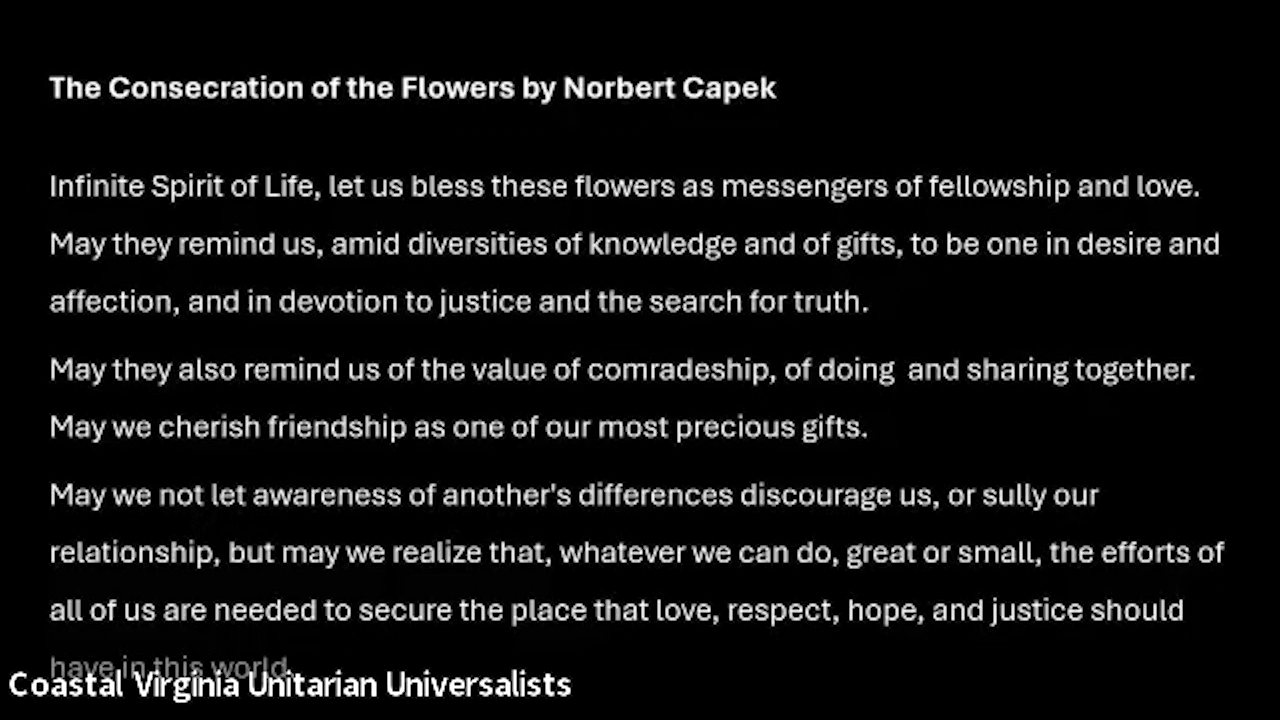 The Consecration of the Flowers by Norbert Capek
Infinite Spirit of Life, let us bless these flowers as messengers of fellowship and love.
May they remind us, amid diversities of knowledge and of gifts, to be one in desire and
affection, and in devotion to justice and the search for truth.
May they also remind us of the value of comradeship, of doing  and sharing together.
May we cherish friendship as one of our most precious gifts.
May we not let awareness of another's differences discourage us, or sully our
relationship, but may we realize that, whatever we can do, great or small, the efforts of
all of us are needed to secure the place that love, respect, hope, and justice should
have in this world.
Coastal Virginia Unitarian Universalists